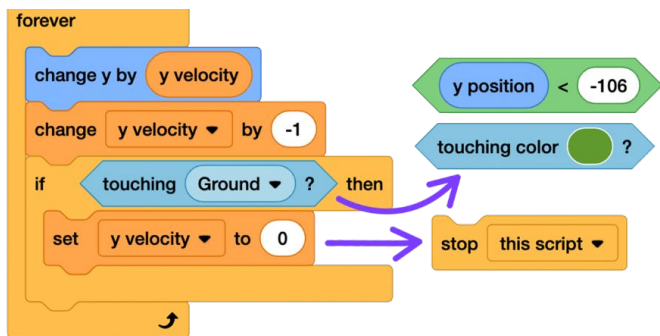 forever
change y by y velocity
change y velocity by -1
if touching Ground ? then
set y velocity to 0
y position < -106
touching color ?
stop this script